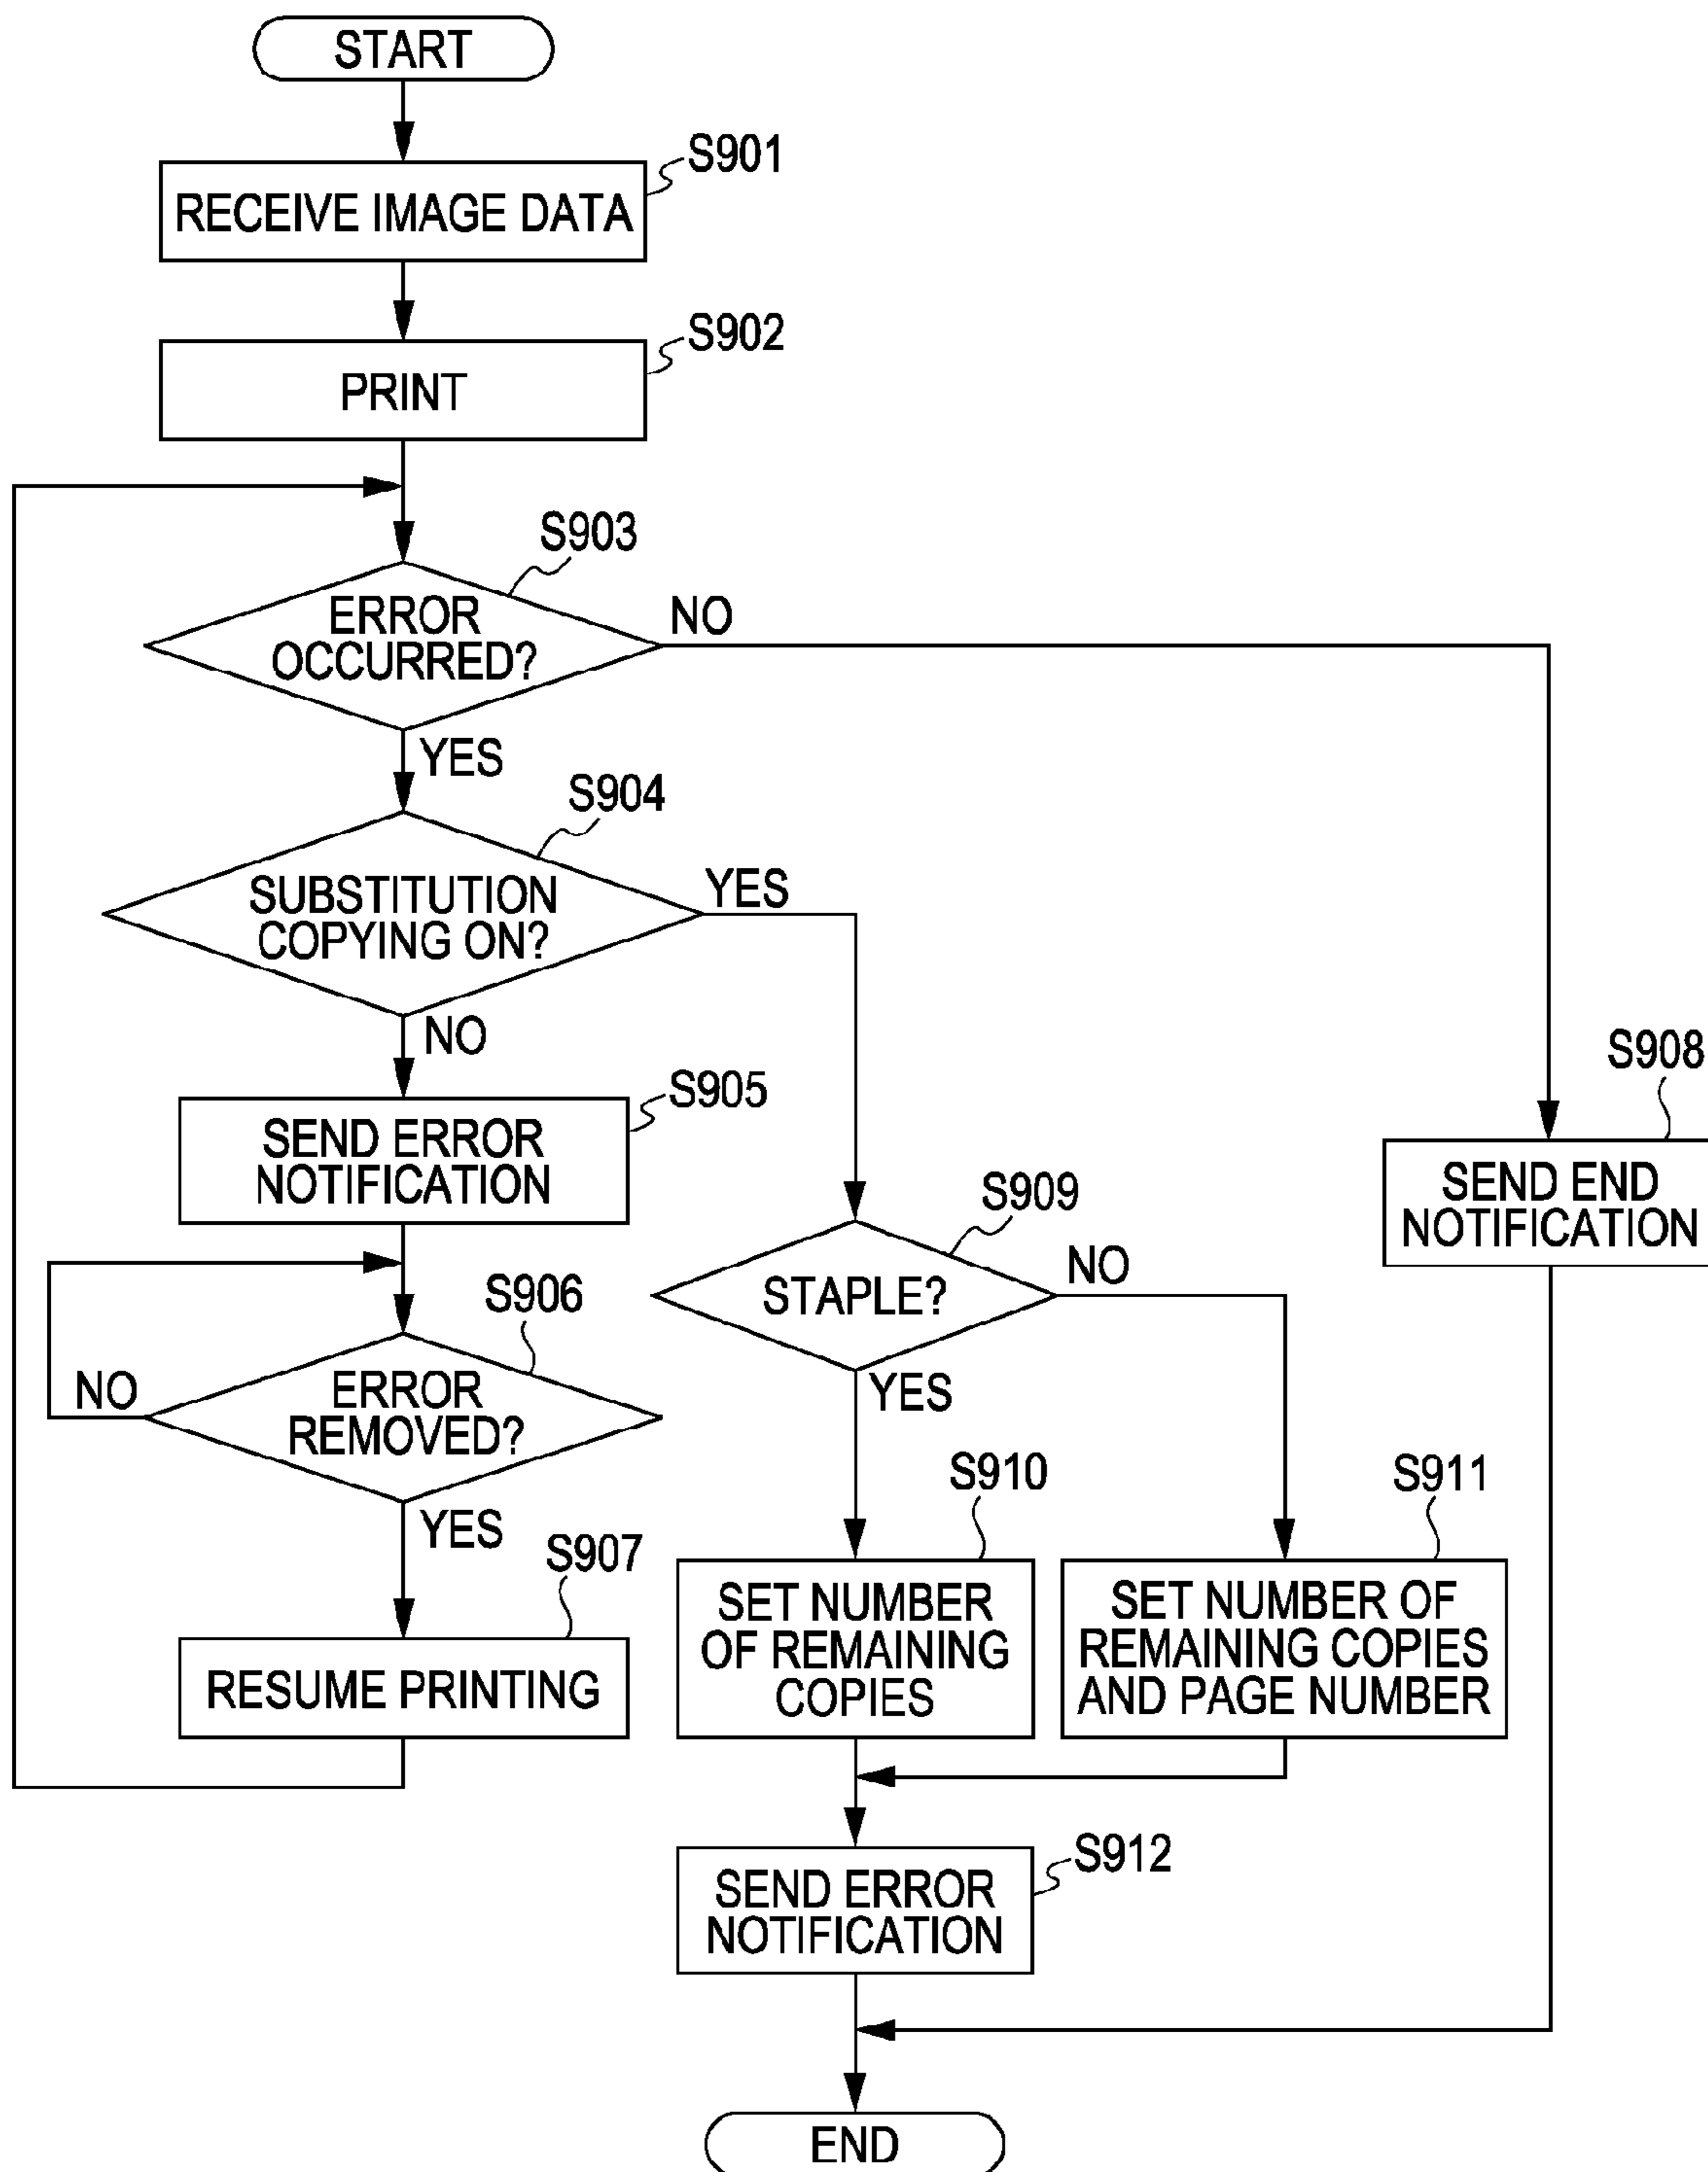 START
S901
RECEIVE IMAGE DATA
S902
PRINT
S903
ERROR
OCCURRED?
NO
YES
S904
SUBSTITUTION
COPYING ON?
YES
NO
S905
SEND ERROR
NOTIFICATION
S906
ERROR
REMOVED?
NO
YES
S907
RESUME PRINTING
S908
SEND END
NOTIFICATION
S909
STAPLE?
NO
YES
S910
SET NUMBER
OF REMAINING
COPIES
S911
SET NUMBER OF
REMAINING COPIES
AND PAGE NUMBER
S912
SEND ERROR
NOTIFICATION
END